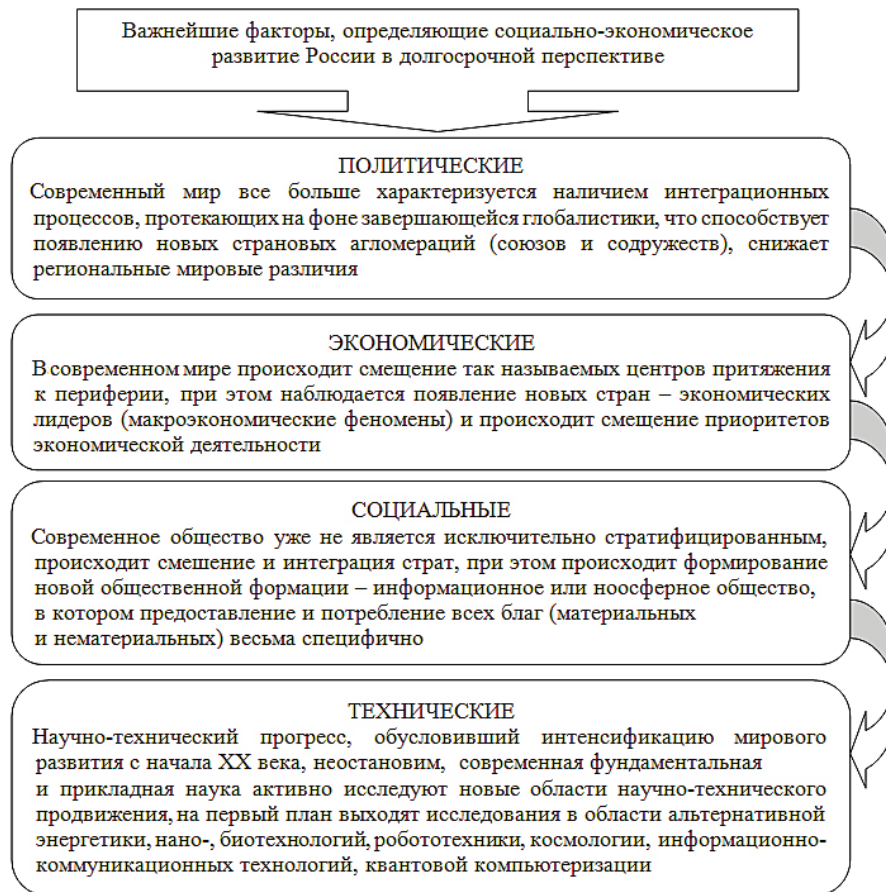 Важнейшие факторы, определяющие социально-экономическое
развитие России в долгосрочной перспективе
ПОЛИТИЧЕСКИЕ
Современный мир все больше характеризуется наличием интеграционных
процессов, протекающих на фоне завершающейся глобалистики, что способствует
появлению новых страновых агломераций (союзов и содружеств), снижает
региональные мировые различия
ЭКОНОМИЧЕСКИЕ
В современном мире происходит смещение так называемых центров притяжения
к периферии, при этом наблюдается появление новых стран – экономических
лидеров (макроэкономические феномены) и происходит смещение приоритетов
экономической деятельности
СОЦИАЛЬНЫЕ
Современное общество уже не является исключительно стратифицированным,
происходит смешение и интеграция страт, при этом происходит формирование
новой общественной формации – информационное или ноосферное общество,
в котором предоставление и потребление всех благ (материальных
и нематериальных) весьма специфично
ТЕХНИЧЕСКИЕ
Научно-технический прогресс, обусловивший интенсификацию мирового
развития с начала XX века, неостановим, современная фундаментальная
и прикладная наука активно исследуют новые области научно-технического
продвижения, на первый план выходят исследования в области альтернативной
энергетики, нано-, биотехнологий, робототехники, космологии, информационно-
коммуникационных технологий, квантовой компьютеризации